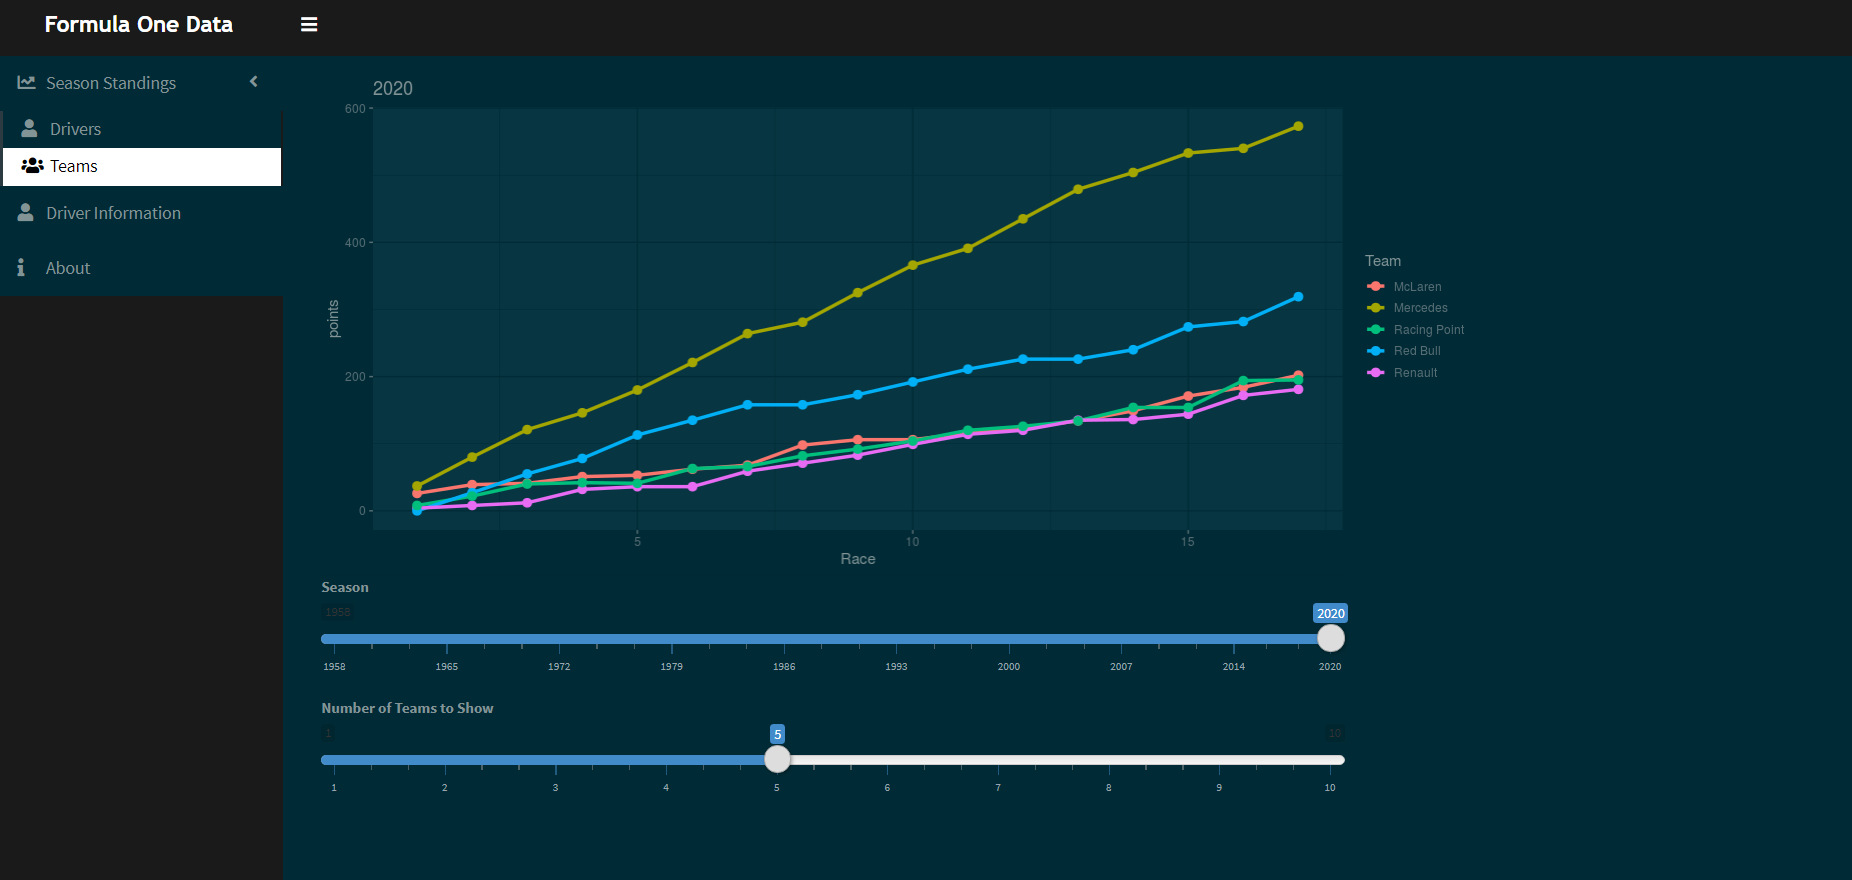 Formula One Data
Season Standings
Drivers
Teams
Driver Information
About
2020
600
400
200
0
points
5 10 15
Race
Team
McLaren
Mercedes
Racing Point
Red Bull
Renault
Season
1958 2020
1958 1965 1972 1979 1986 1993 2000 2007 2014 2020
Number of Teams to Show
1 5 10
1 2 3 4 5 6 7 8 9 10